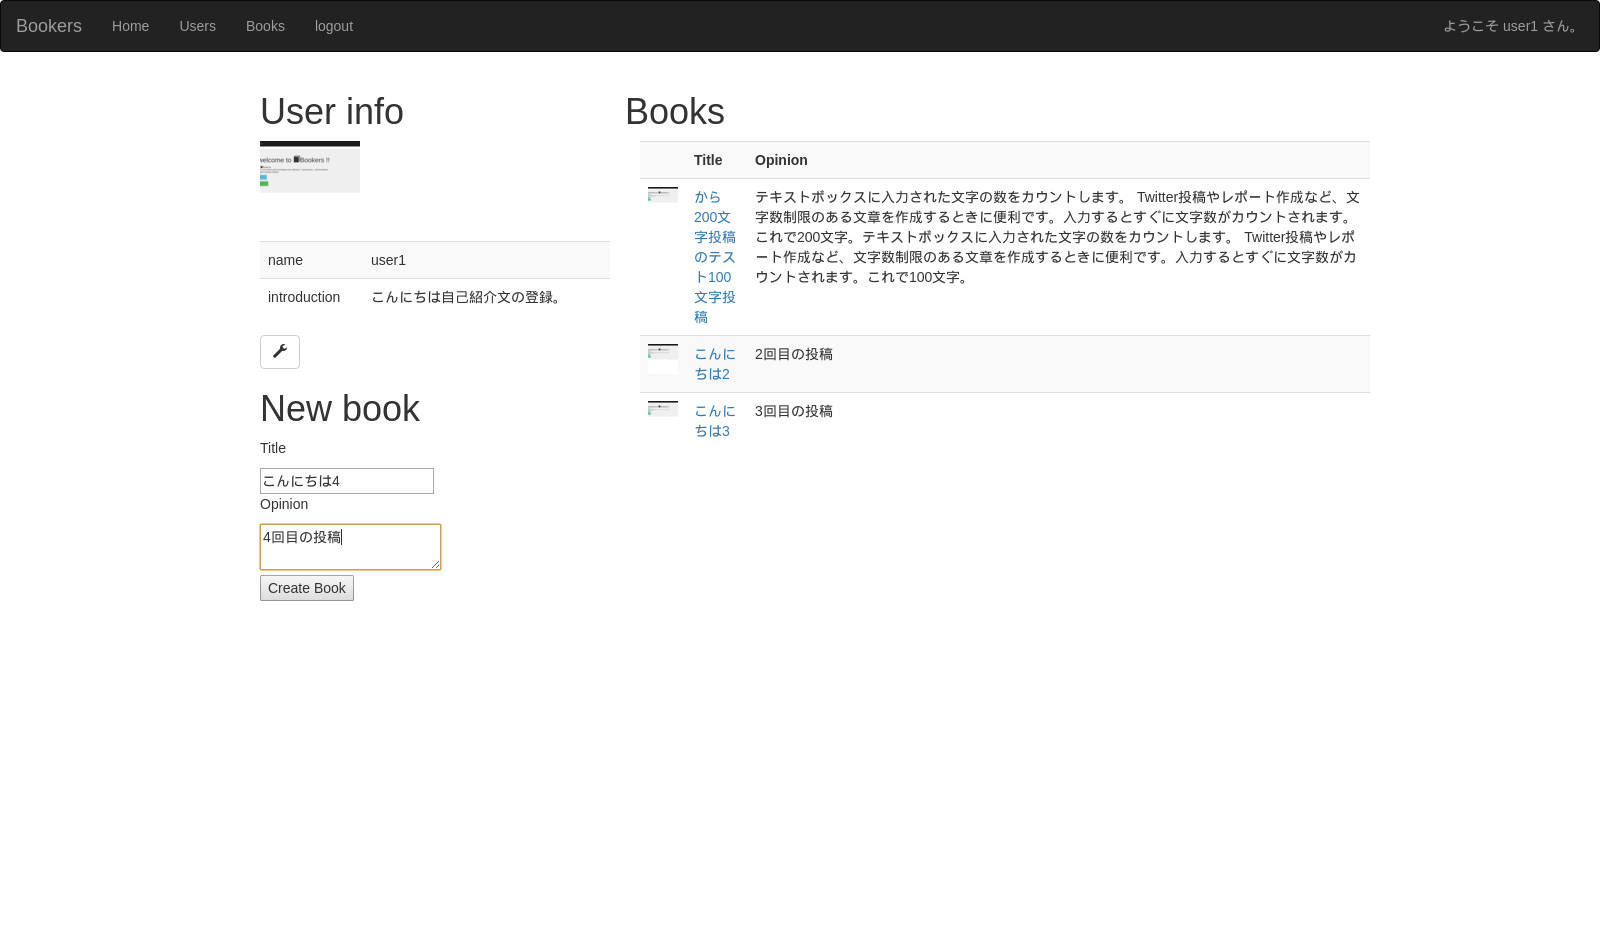 Bookers Home Users Books logout ようこそ user1 さん。
User info
welcome to Bookers !!
name user1
introduction こんにちは自己紹介文の登録。
New book
Title
こんにちは4
Opinion
4回目の投稿
Create Book
Books
Title Opinion
から
200文
字投稿
のテス
ト100
文字投
稿
テキストボックスに入力された文字の数をカウントします。 Twitter投稿やレポート作成など、文
字数制限のある文章を作成するときに便利です。入力するとすぐに文字数がカウントされます。
これで200文字。テキストボックスに入力された文字の数をカウントします。 Twitter投稿やレポ
ート作成など、文字数制限のある文章を作成するときに便利です。入力するとすぐに文字数がカ
ウントされます。これで100文字。
こんに
ちは2
2回目の投稿
こんに
ちは3
3回目の投稿